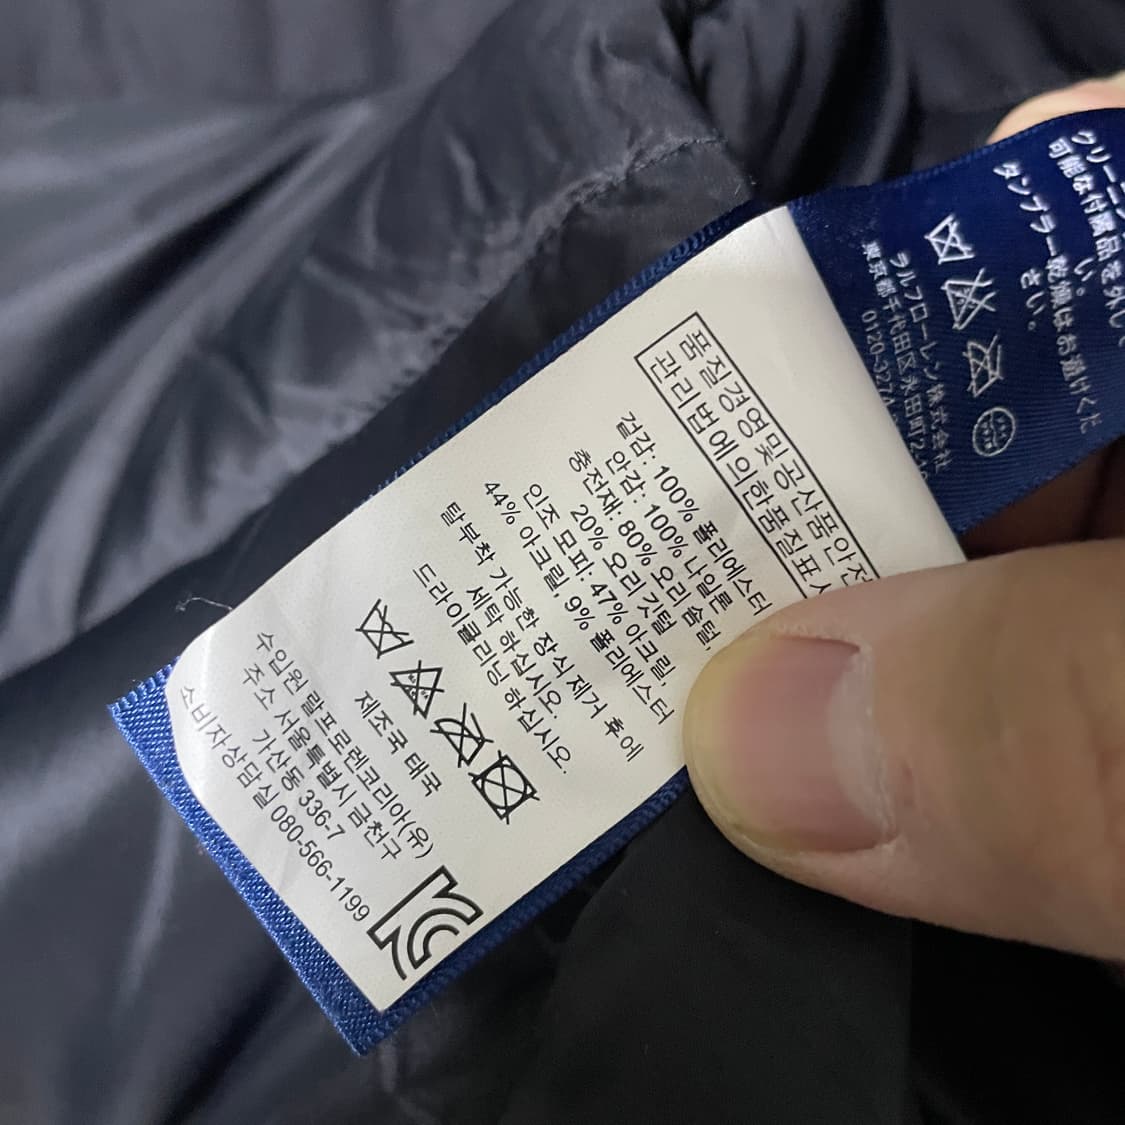 품질경영및공산품안전
관리법에의한품질표시
겉감: 100% 폴리에스터
안감: 100% 나일론
충전재: 80% 오리 솜털,
20% 오리 깃털
인조 모피: 47% 아크릴,
44% 아크릴, 9% 폴리에스터
탈부착 가능한 장식 제거 후에
세탁 하십시오.
드라이클리닝 하십시오.
제조국 태국
수입원 랄프로렌코리아(유)
주소 서울특별시 금천구
가산동 336-7
소비자상담실 080-566-1199
クリーニン
可能な付属品を外して
い。
タンブラー乾燥はお避けくだ
さい。
ラルフローレン株式会社
東京都千代田区永田町2-
0120-3274